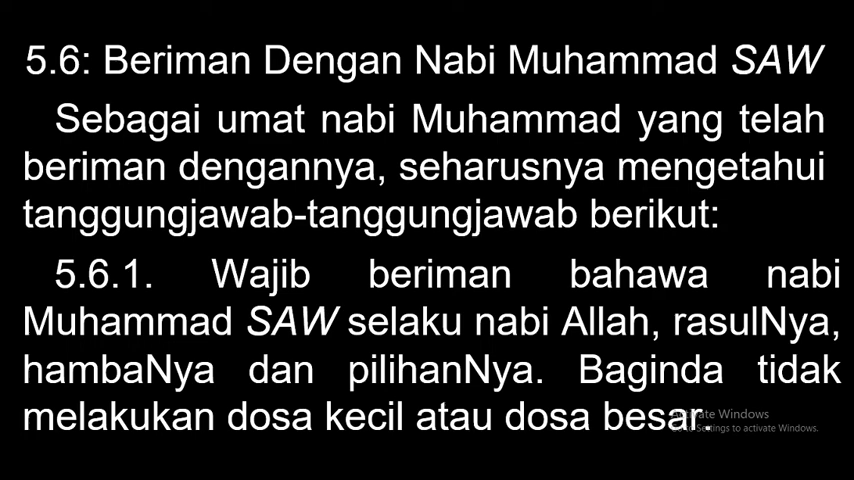 5.6: Beriman Dengan Nabi Muhammad SAW
Sebagai umat nabi Muhammad yang telah
beriman dengannya, seharusnya mengetahui
tanggungjawab-tanggungjawab berikut:
5.6.1. Wajib beriman bahawa nabi
Muhammad SAW selaku nabi Allah, rasulNya,
hambaNya dan pilihanNya. Baginda tidak
melakukan dosa kecil atau dosa besar.
Activate Windows
Go to Settings to activate Windows.